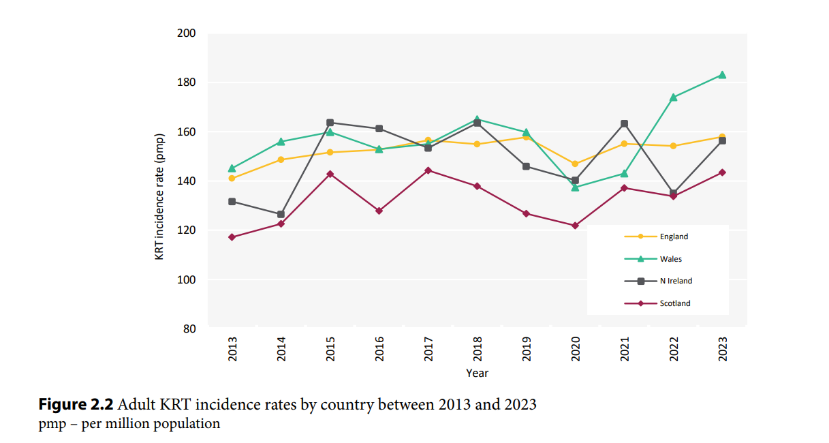 200
180
160
140
120
100
80
KRT incidence rate (pmp)
England
Wales
N Ireland
Scotland
2013 2014 2015 2016 2017 2018 2019 2020 2021 2022 2023
Year
Figure 2.2 Adult KRT incidence rates by country between 2013 and 2023
pmp – per million population